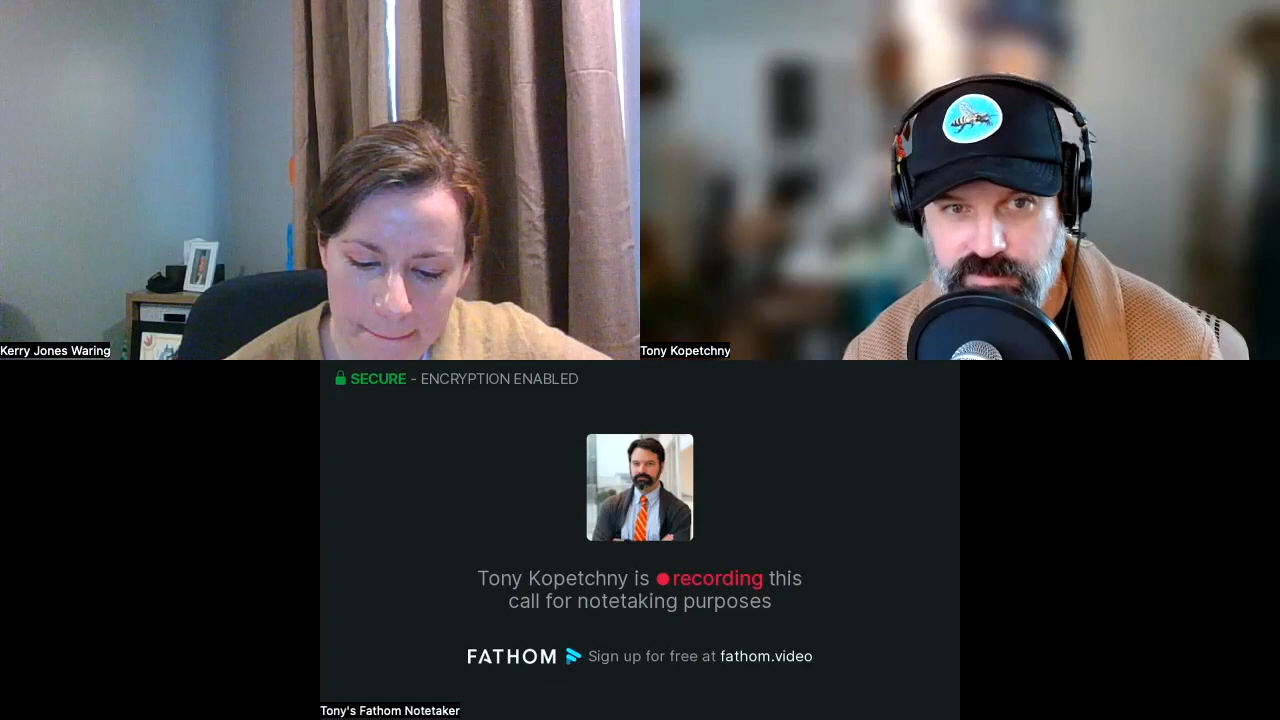 Kerry Jones Waring
Tony Kopetchny
SECURE - ENCRYPTION ENABLED
Tony Kopetchny is recording this
call for notetaking purposes
FATHOM Sign up for free at fathom.video
Tony's Fathom Notetaker